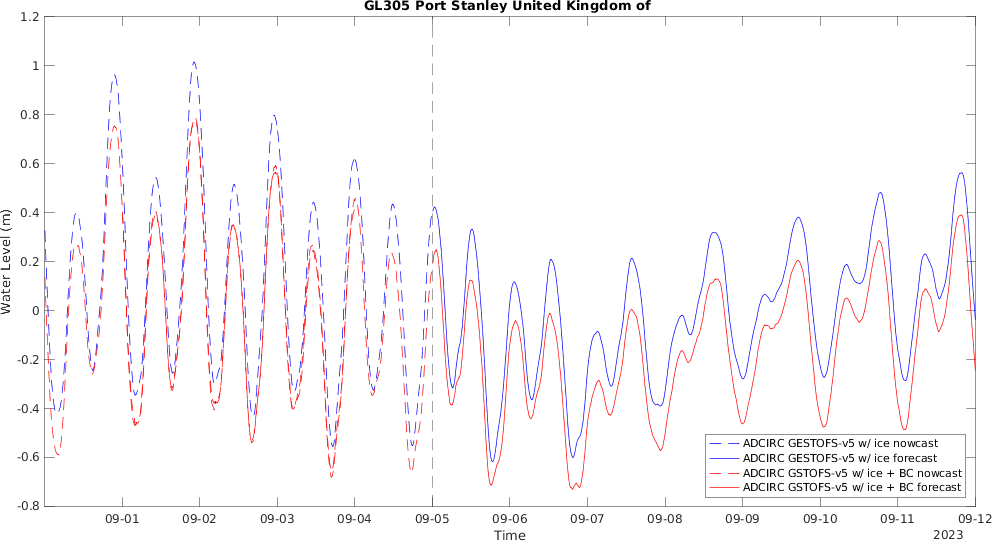 GL305 Port Stanley United Kingdom of
1.2
1
0.8
0.6
0.4
0.2
0
-0.2
-0.4
-0.6
-0.8
Water Level (m)
09-01 09-02 09-03 09-04 09-05 09-06 09-07 09-08 09-09 09-10 09-11 09-12
Time
2023
ADCIRC GESTOFS-v5 w/ ice nowcast
ADCIRC GESTOFS-v5 w/ ice forecast
ADCIRC GSTOFS-v5 w/ ice + BC nowcast
ADCIRC GSTOFS-v5 w/ ice + BC forecast